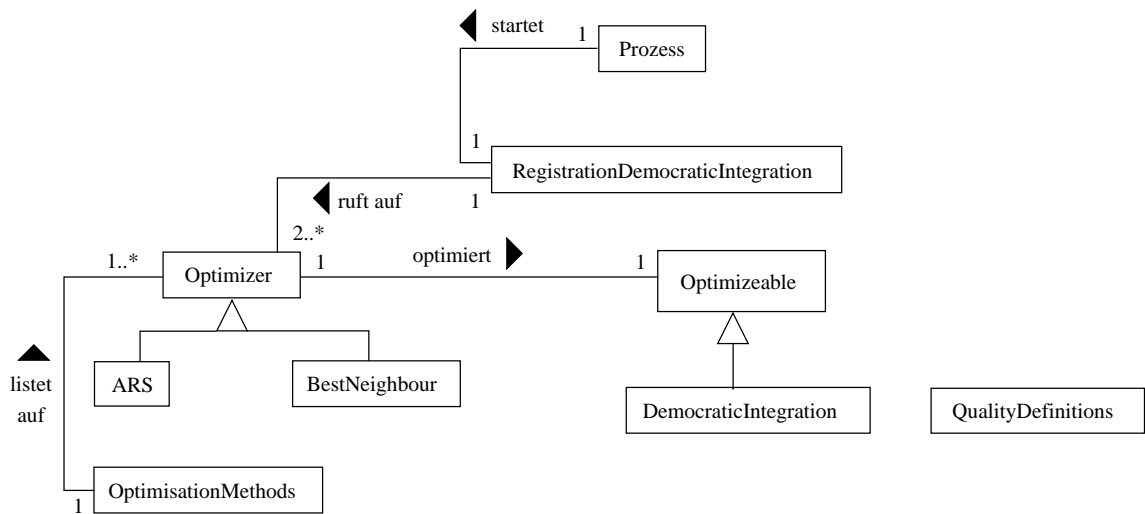 startet
1
Prozess
1
RegistrationDemocraticIntegration
ruft auf
1
2..*
1..*
optimiert
Optimizer
1
1
Optimizeable
listet
auf
ARS
BestNeighbour
DemocraticIntegration
QualityDefinitions
OptimisationMethods
1